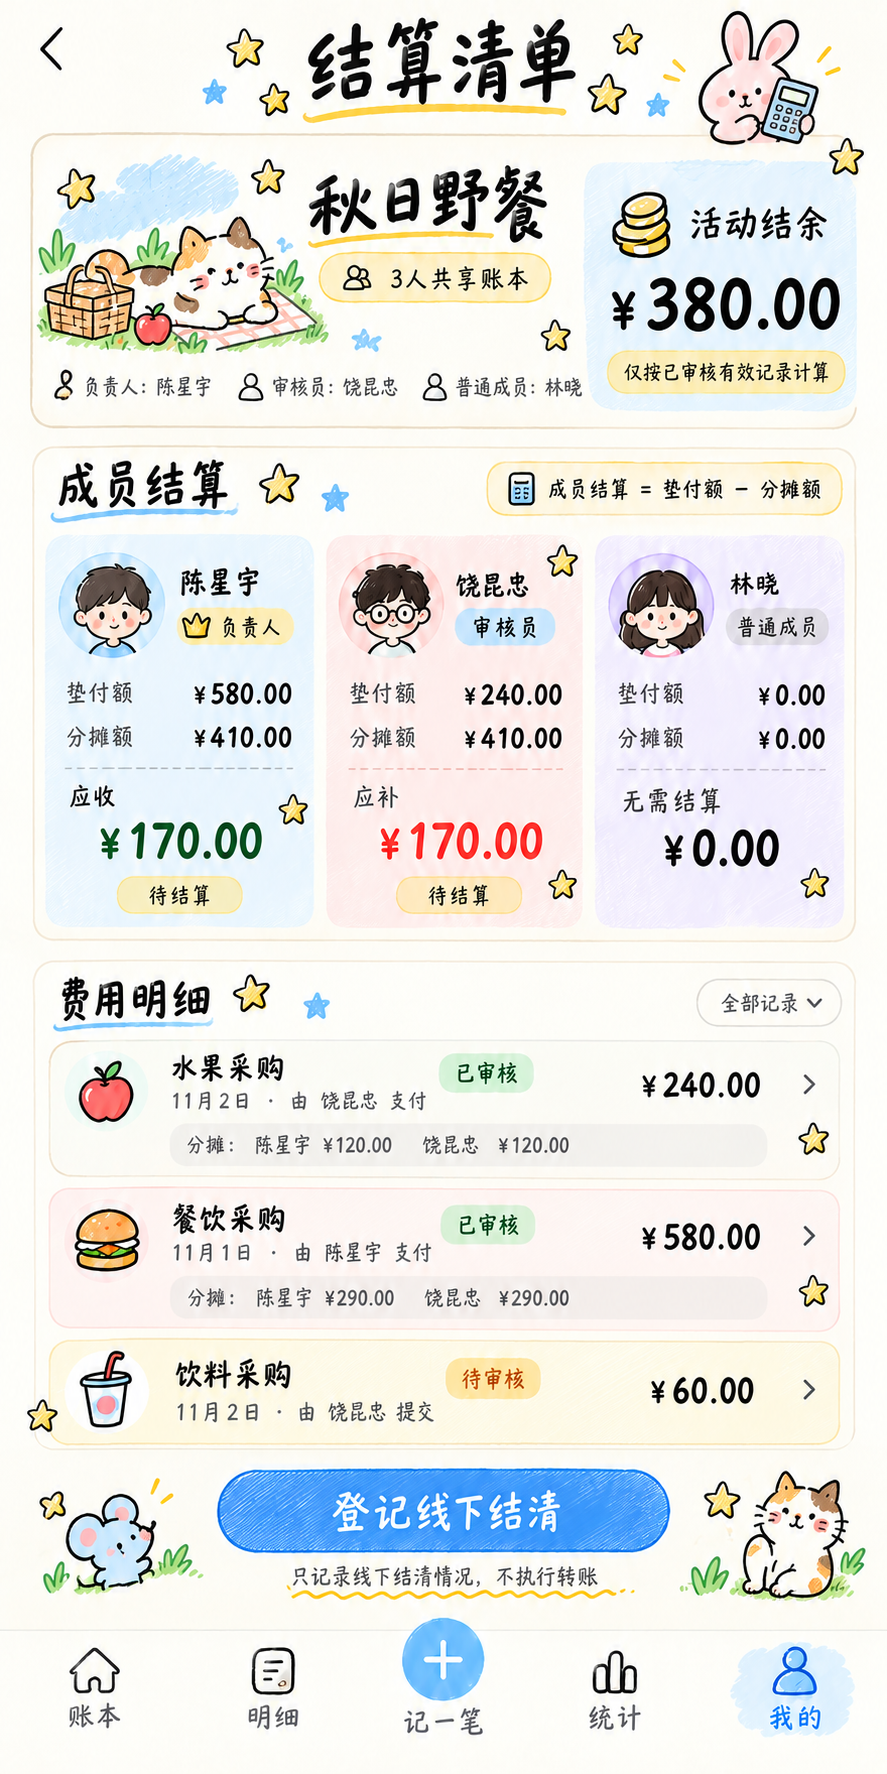 结算清单
秋日野餐
3人共享账本
活动结余
¥380.00
仅按已审核有效记录计算
负责人：陈星宇 审核员：饶昆忠 普通成员：林晓
成员结算
成员结算 = 垫付额 − 分摊额
陈星宇
负责人
垫付额 ¥580.00
分摊额 ¥410.00
应收
¥170.00
待结算
饶昆忠
审核员
垫付额 ¥240.00
分摊额 ¥410.00
应补
¥170.00
待结算
林晓
普通成员
垫付额 ¥0.00
分摊额 ¥0.00
无需结算
¥0.00
费用明细
全部记录
水果采购 已审核
11月2日 · 由 饶昆忠 支付
¥240.00
分摊： 陈星宇 ¥120.00 饶昆忠 ¥120.00
餐饮采购 已审核
11月1日 · 由 陈星宇 支付
¥580.00
分摊： 陈星宇 ¥290.00 饶昆忠 ¥290.00
饮料采购 待审核
11月2日 · 由 饶昆忠 提交
¥60.00
登记线下结清
只记录线下结清情况，不执行转账
账本 明细 记一笔 统计 我的